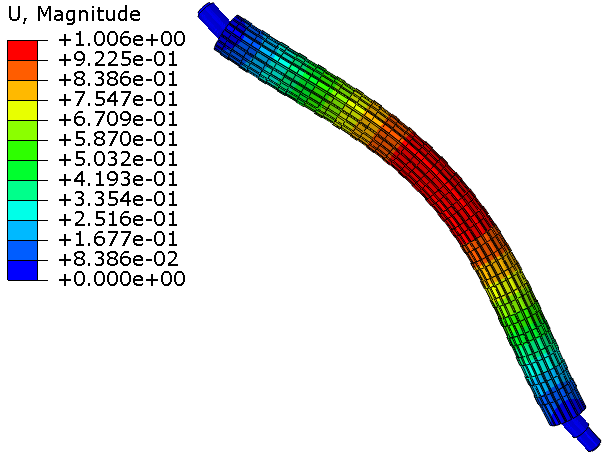 U, Magnitude
+1.006e+00
+9.225e-01
+8.386e-01
+7.547e-01
+6.709e-01
+5.870e-01
+5.032e-01
+4.193e-01
+3.354e-01
+2.516e-01
+1.677e-01
+8.386e-02
+0.000e+00